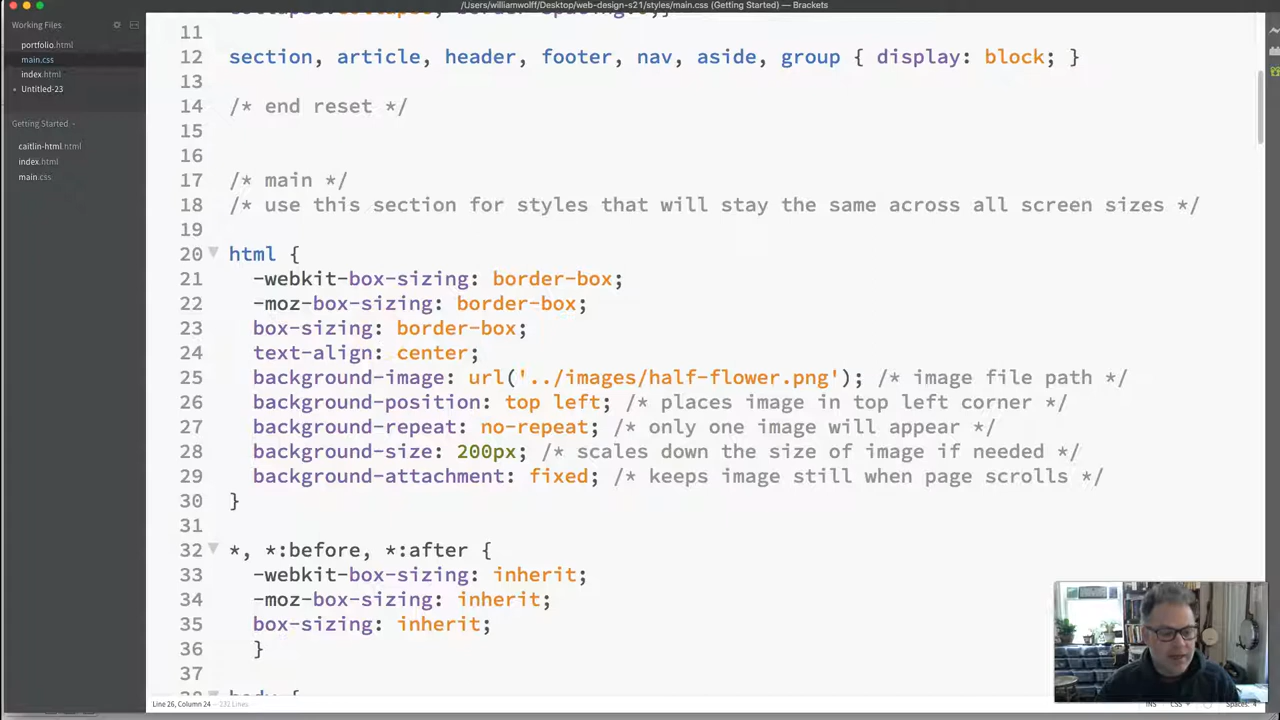 /Users/williamwolff/Desktop/web-design-s21/styles/main.css (Getting Started) — Brackets
Working Files
portfolio.html
main.css
index.html
Untitled-23
Getting Started
caitlin-html.html
index.html
main.css
11
12 section, article, header, footer, nav, aside, group { display: block; }
13
14 /* end reset */
15
16
17 /* main */
18 /* use this section for styles that will stay the same across all screen sizes */
19
20 html {
21 -webkit-box-sizing: border-box;
22 -moz-box-sizing: border-box;
23 box-sizing: border-box;
24 text-align: center;
25 background-image: url('../images/half-flower.png'); /* image file path */
26 background-position: top left; /* places image in top left corner */
27 background-repeat: no-repeat; /* only one image will appear */
28 background-size: 200px; /* scales down the size of image if needed */
29 background-attachment: fixed; /* keeps image still when page scrolls */
30 }
31
32 *, *:before, *:after {
33 -webkit-box-sizing: inherit;
34 -moz-box-sizing: inherit;
35 box-sizing: inherit;
36 }
37
Line 26, Column 24 — 232 Lines
INS CSS Spaces: 4